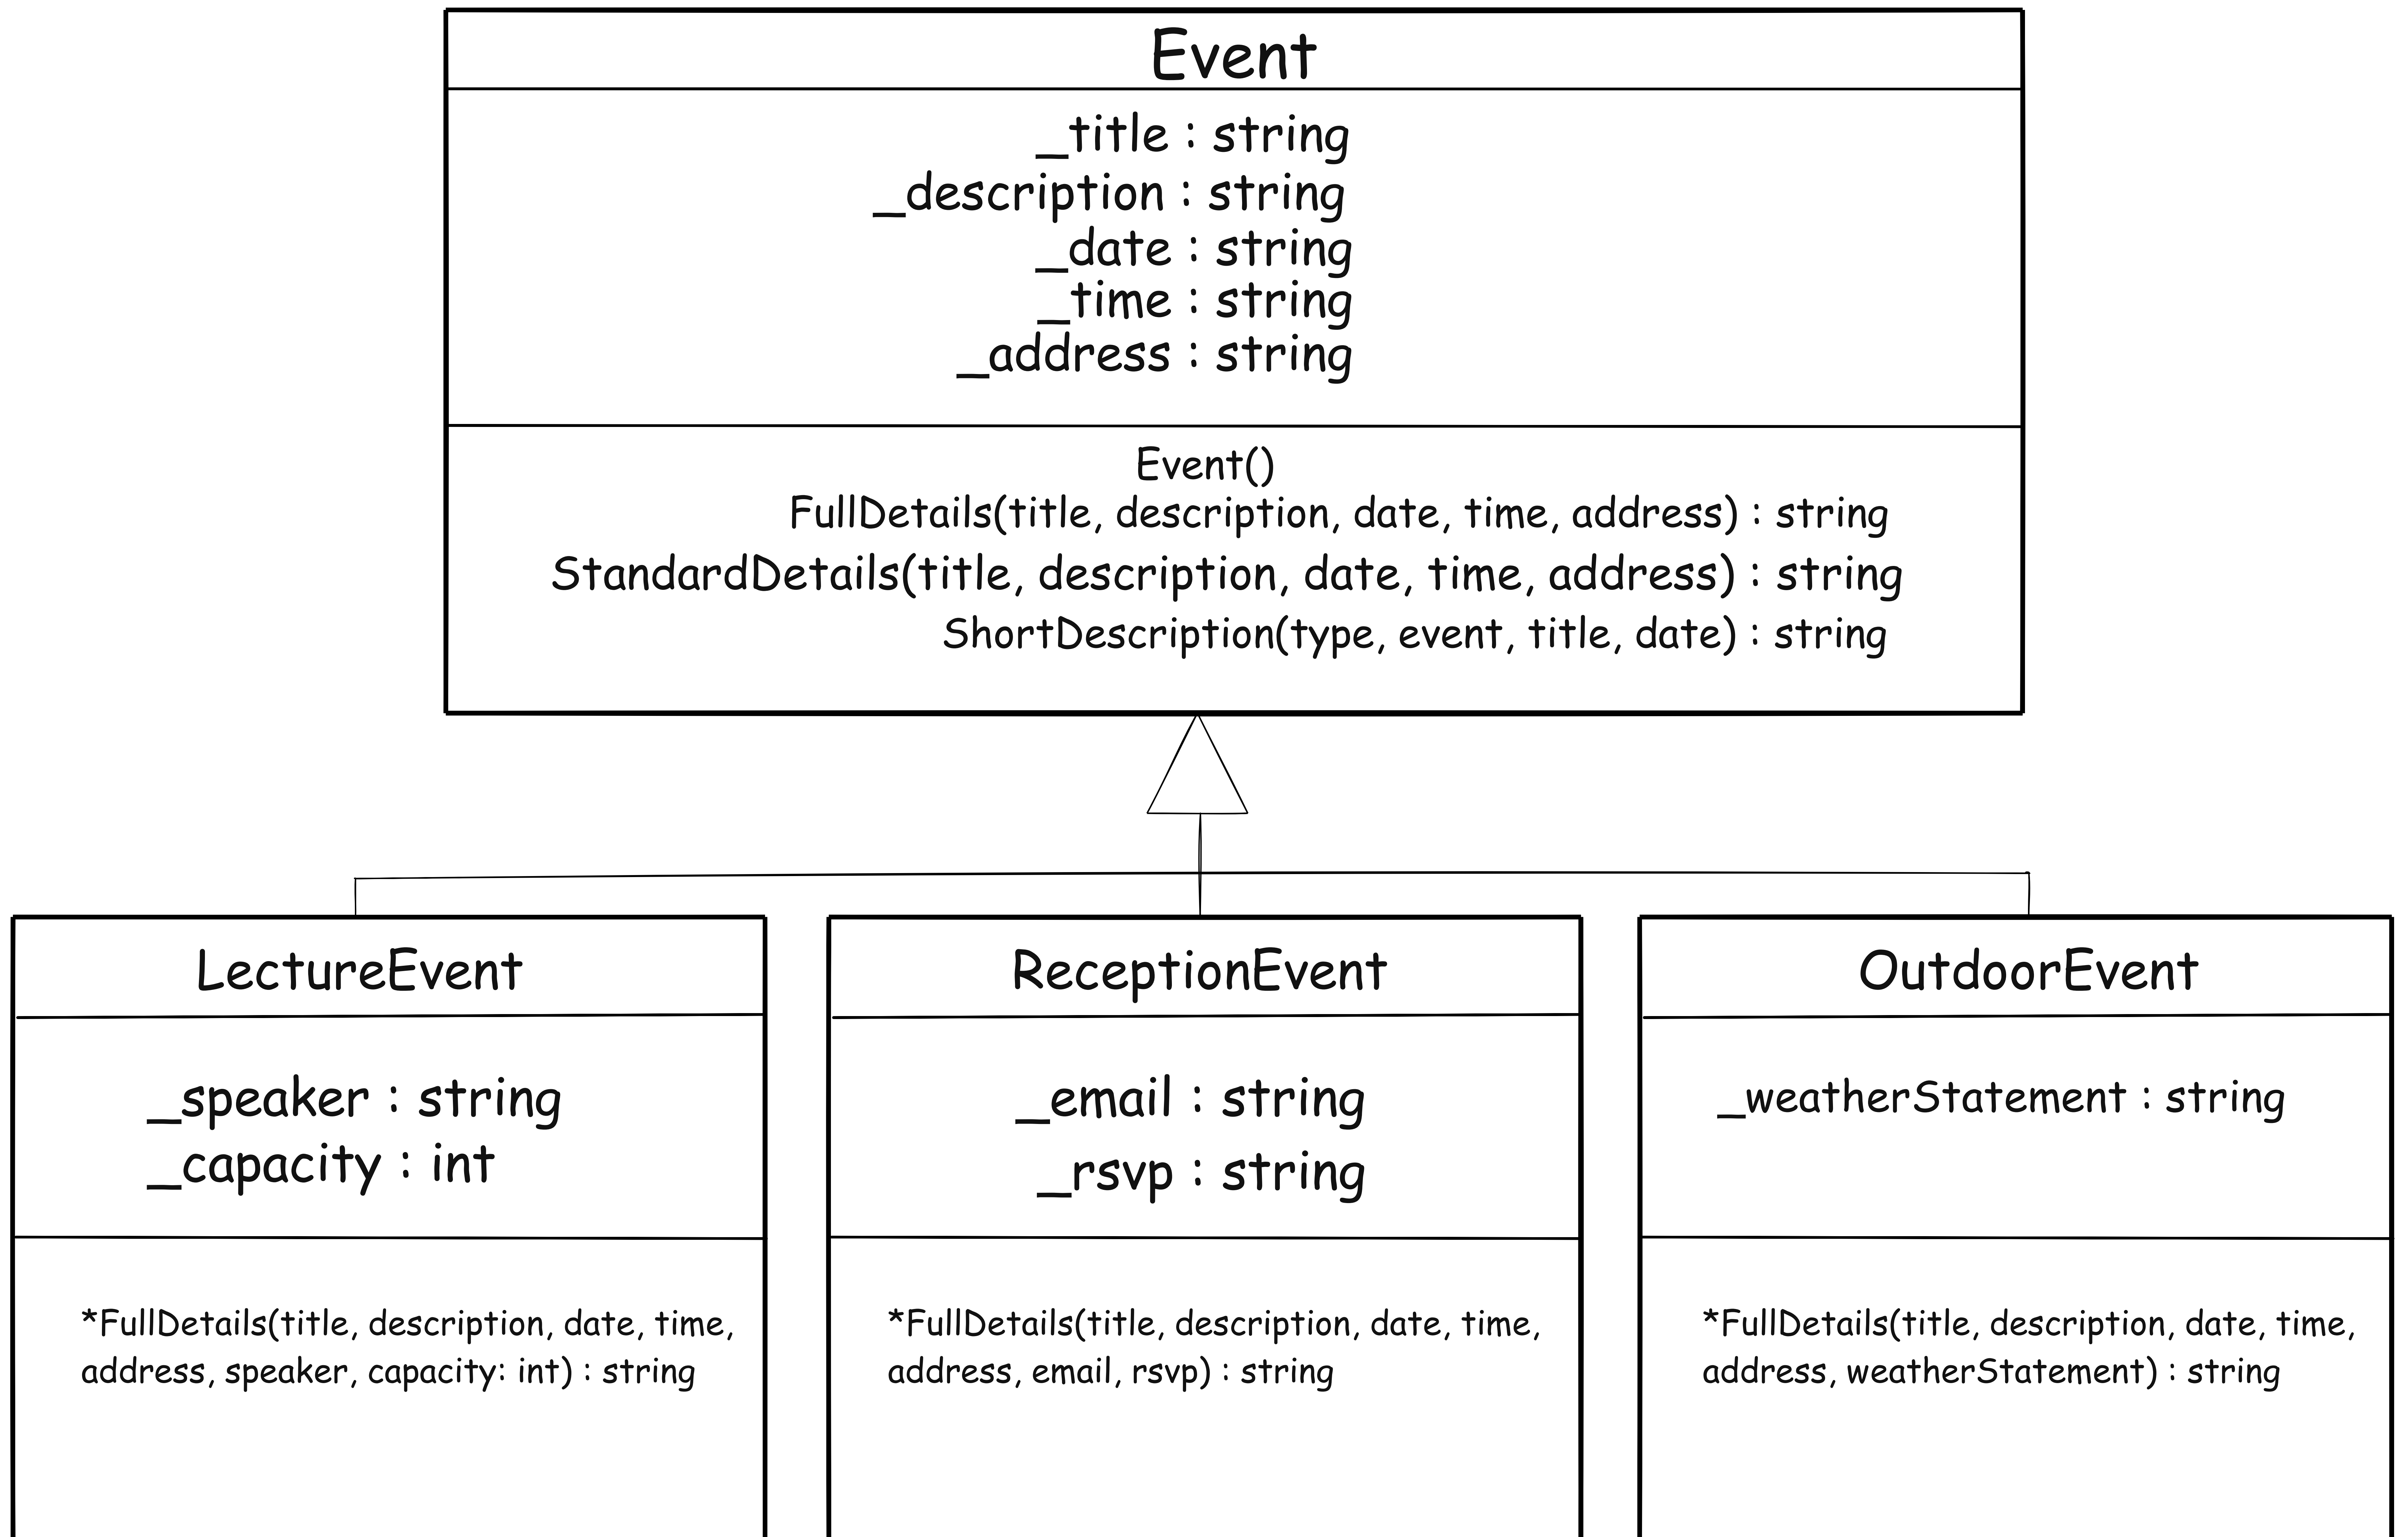 Event
_title : string
_description : string
_date : string
_time : string
_address : string
Event()
FullDetails(title, description, date, time, address) : string
StandardDetails(title, description, date, time, address) : string
ShortDescription(type, event, title, date) : string
LectureEvent
_speaker : string
_capacity : int
*FullDetails(title, description, date, time,
address, speaker, capacity: int) : string
ReceptionEvent
_email : string
_rsvp : string
*FullDetails(title, description, date, time,
address, email, rsvp) : string
OutdoorEvent
_weatherStatement : string
*FullDetails(title, description, date, time,
address, weatherStatement) : string